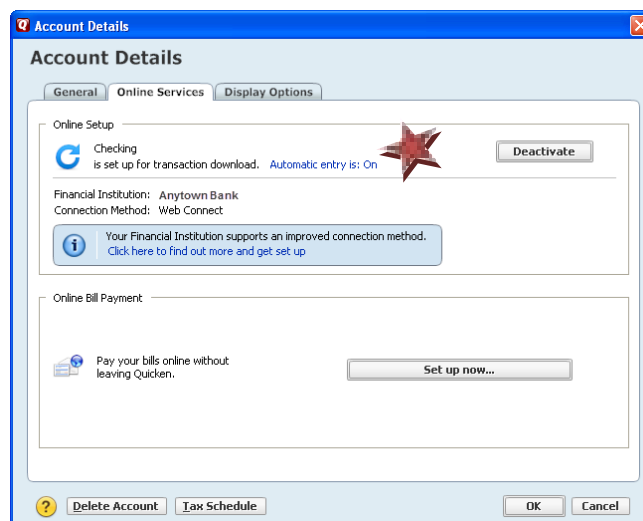 Account Details
Account Details
General Online Services Display Options
Online Setup
Checking
is set up for transaction download. Automatic entry is: On
Deactivate
Financial Institution: Anytown Bank
Connection Method: Web Connect
Your Financial Institution supports an improved connection method.
Click here to find out more and get set up
Online Bill Payment
Pay your bills online without
leaving Quicken.
Set up now...
Delete Account Tax Schedule OK Cancel